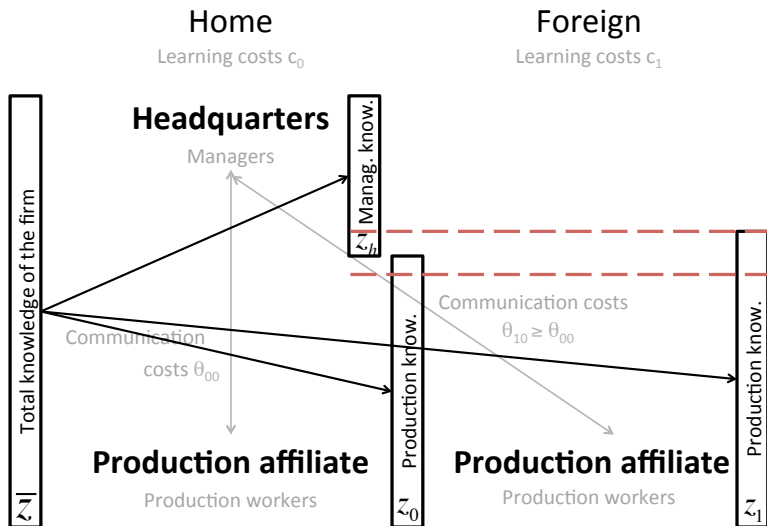 Home
Foreign
Learning costs c₀
Learning costs c₁
Headquarters
Managers
Manag. know.
z_h
Total knowledge of the firm
z̄
Communication
costs θ₀₀
Communication costs
θ₁₀ ≥ θ₀₀
Production know.
z₀
Production know.
z₁
Production affiliate
Production workers
Production affiliate
Production workers